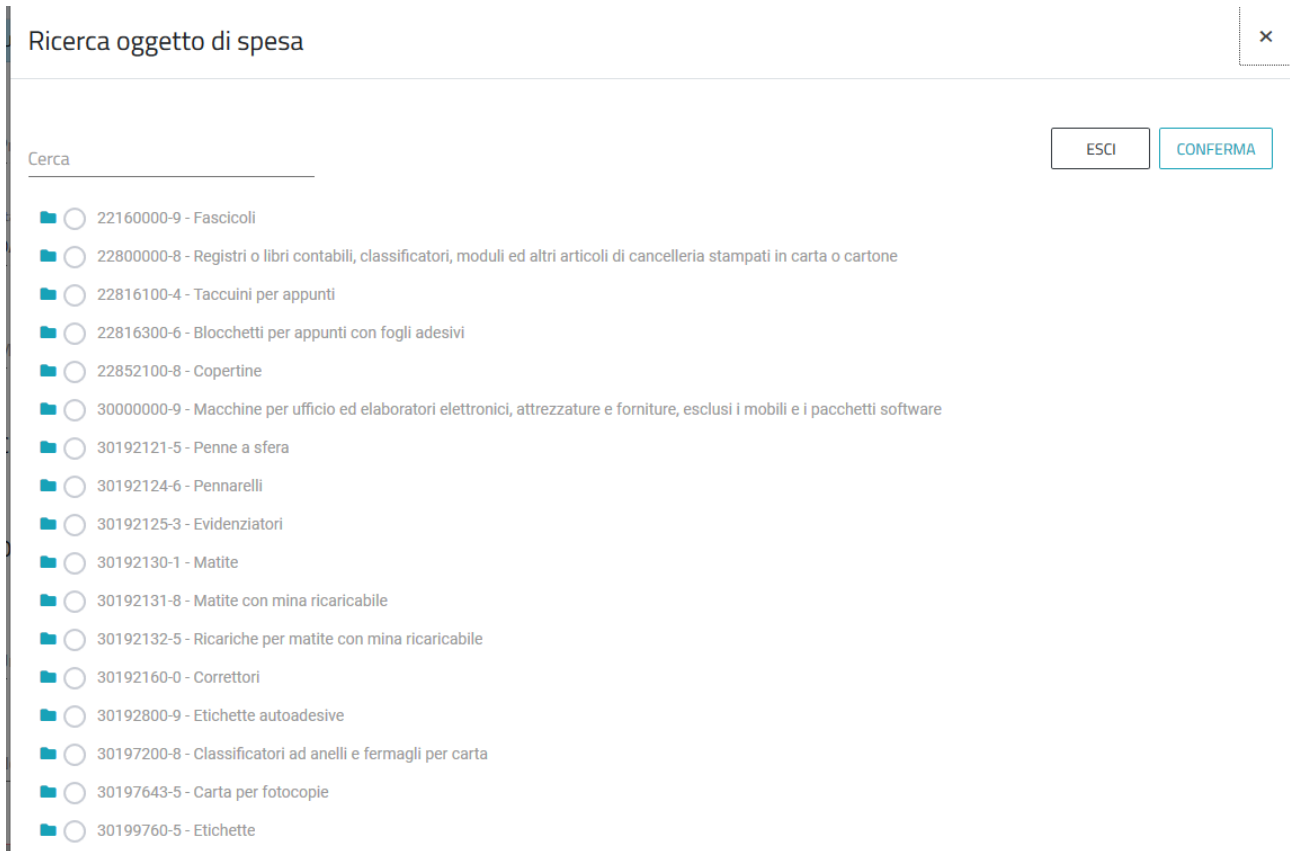 Ricerca oggetto di spesa
×
Cerca
ESCI
CONFERMA
22160000-9 - Fascicoli
22800000-8 - Registri o libri contabili, classificatori, moduli ed altri articoli di cancelleria stampati in carta o cartone
22816100-4 - Taccuini per appunti
22816300-6 - Blocchetti per appunti con fogli adesivi
22852100-8 - Copertine
30000000-9 - Macchine per ufficio ed elaboratori elettronici, attrezzature e forniture, esclusi i mobili e i pacchetti software
30192121-5 - Penne a sfera
30192124-6 - Pennarelli
30192125-3 - Evidenziatori
30192130-1 - Matite
30192131-8 - Matite con mina ricaricabile
30192132-5 - Ricariche per matite con mina ricaricabile
30192160-0 - Correttori
30192800-9 - Etichette autoadesive
30197200-8 - Classificatori ad anelli e fermagli per carta
30197643-5 - Carta per fotocopie
30199760-5 - Etichette